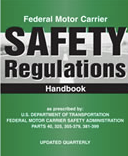 Federal Motor Carrier
SAFETY
Regulations
Handbook
as prescribed by:
U.S. DEPARTMENT OF TRANSPORTATION
FEDERAL MOTOR CARRIER SAFETY ADMINISTRATION
PARTS 40, 355, 365-379, 381-399
UPDATED QUARTERLY